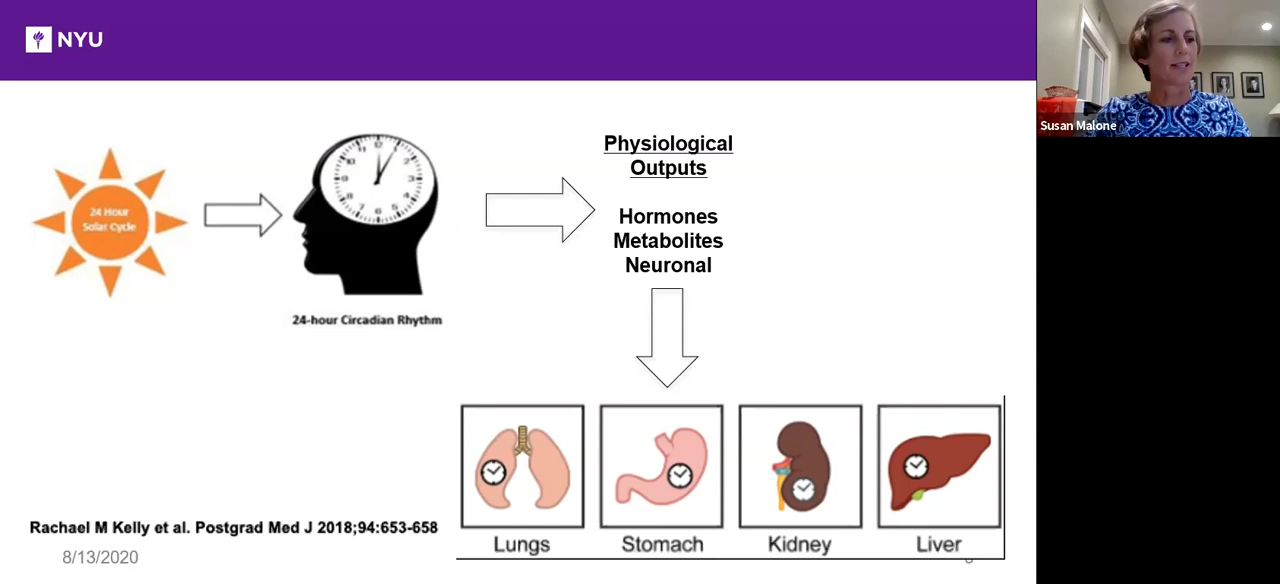 NYU
Susan Malone
24 Hour
Solar Cycle
24-hour Circadian Rhythm
Physiological
Outputs
Hormones
Metabolites
Neuronal
Lungs
Stomach
Kidney
Liver
Rachael M Kelly et al. Postgrad Med J 2018;94:653-658
8/13/2020